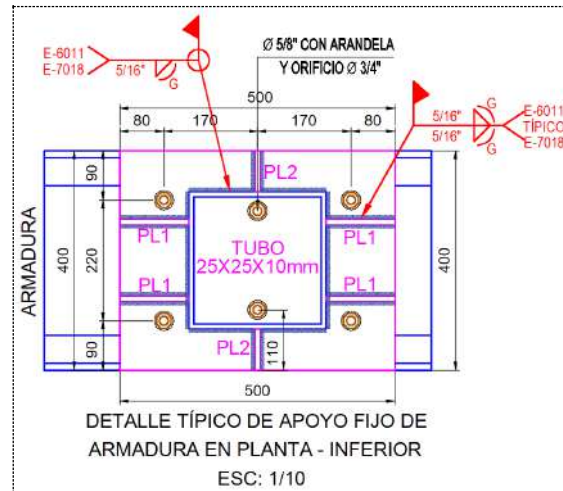 E-6011
E-7018
5/16"
G
Ø 5/8" CON ARANDELA
Y ORIFICIO Ø 3/4"
5/16"
5/16"
G
G
E-6011
TÍPICO
E-7018
500
80
170
170
80
90
220
90
400
ARMADURA
PL2
PL1
PL1
TUBO
25X25X10mm
PL1
PL1
PL2
110
400
500
DETALLE TÍPICO DE APOYO FIJO DE
ARMADURA EN PLANTA - INFERIOR
ESC: 1/10